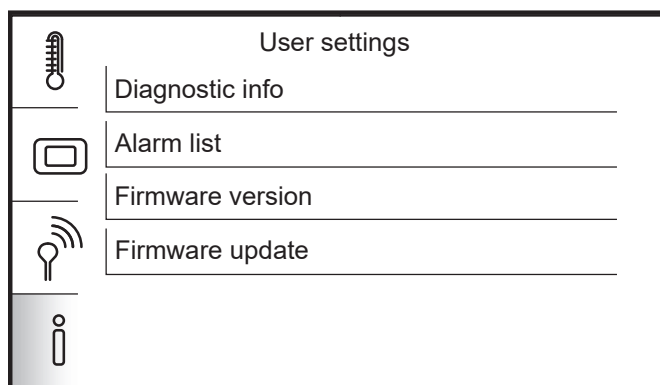 User settings
Diagnostic info
Alarm list
Firmware version
Firmware update